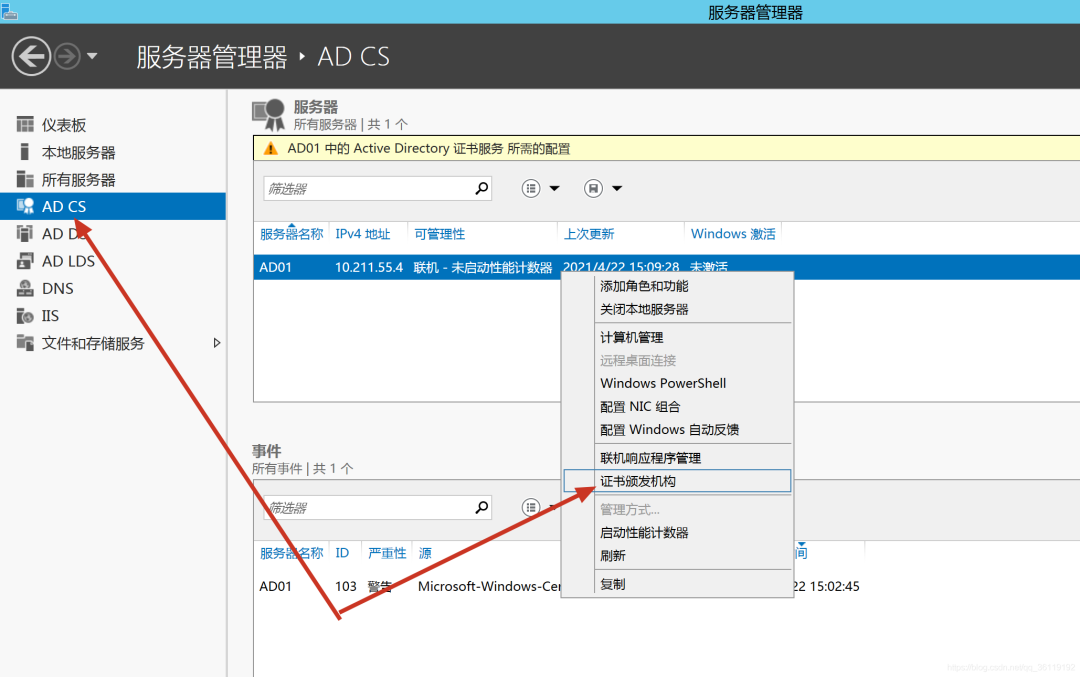 服务器管理器
服务器管理器 ‣ AD CS
仪表板
本地服务器
所有服务器
AD CS
AD D
AD LDS
DNS
IIS
文件和存储服务
服务器
所有服务器 | 共 1 个
AD01 中的 Active Directory 证书服务 所需的配置
筛选器
服务器名称 IPv4 地址 可管理性 上次更新 Windows 激活
AD01 10.211.55.4 联机 - 未启动性能计数器 2021/4/22 15:09:28 未激活
添加角色和功能
关闭本地服务器
计算机管理
远程桌面连接
Windows PowerShell
配置 NIC 组合
配置 Windows 自动反馈
联机响应程序管理
证书颁发机构
管理方式...
启动性能计数器
刷新
复制
事件
所有事件 | 共 1 个
筛选器
服务器名称 ID 严重性 源 间
AD01 103 警告 Microsoft-Windows-Cer 22 15:02:45